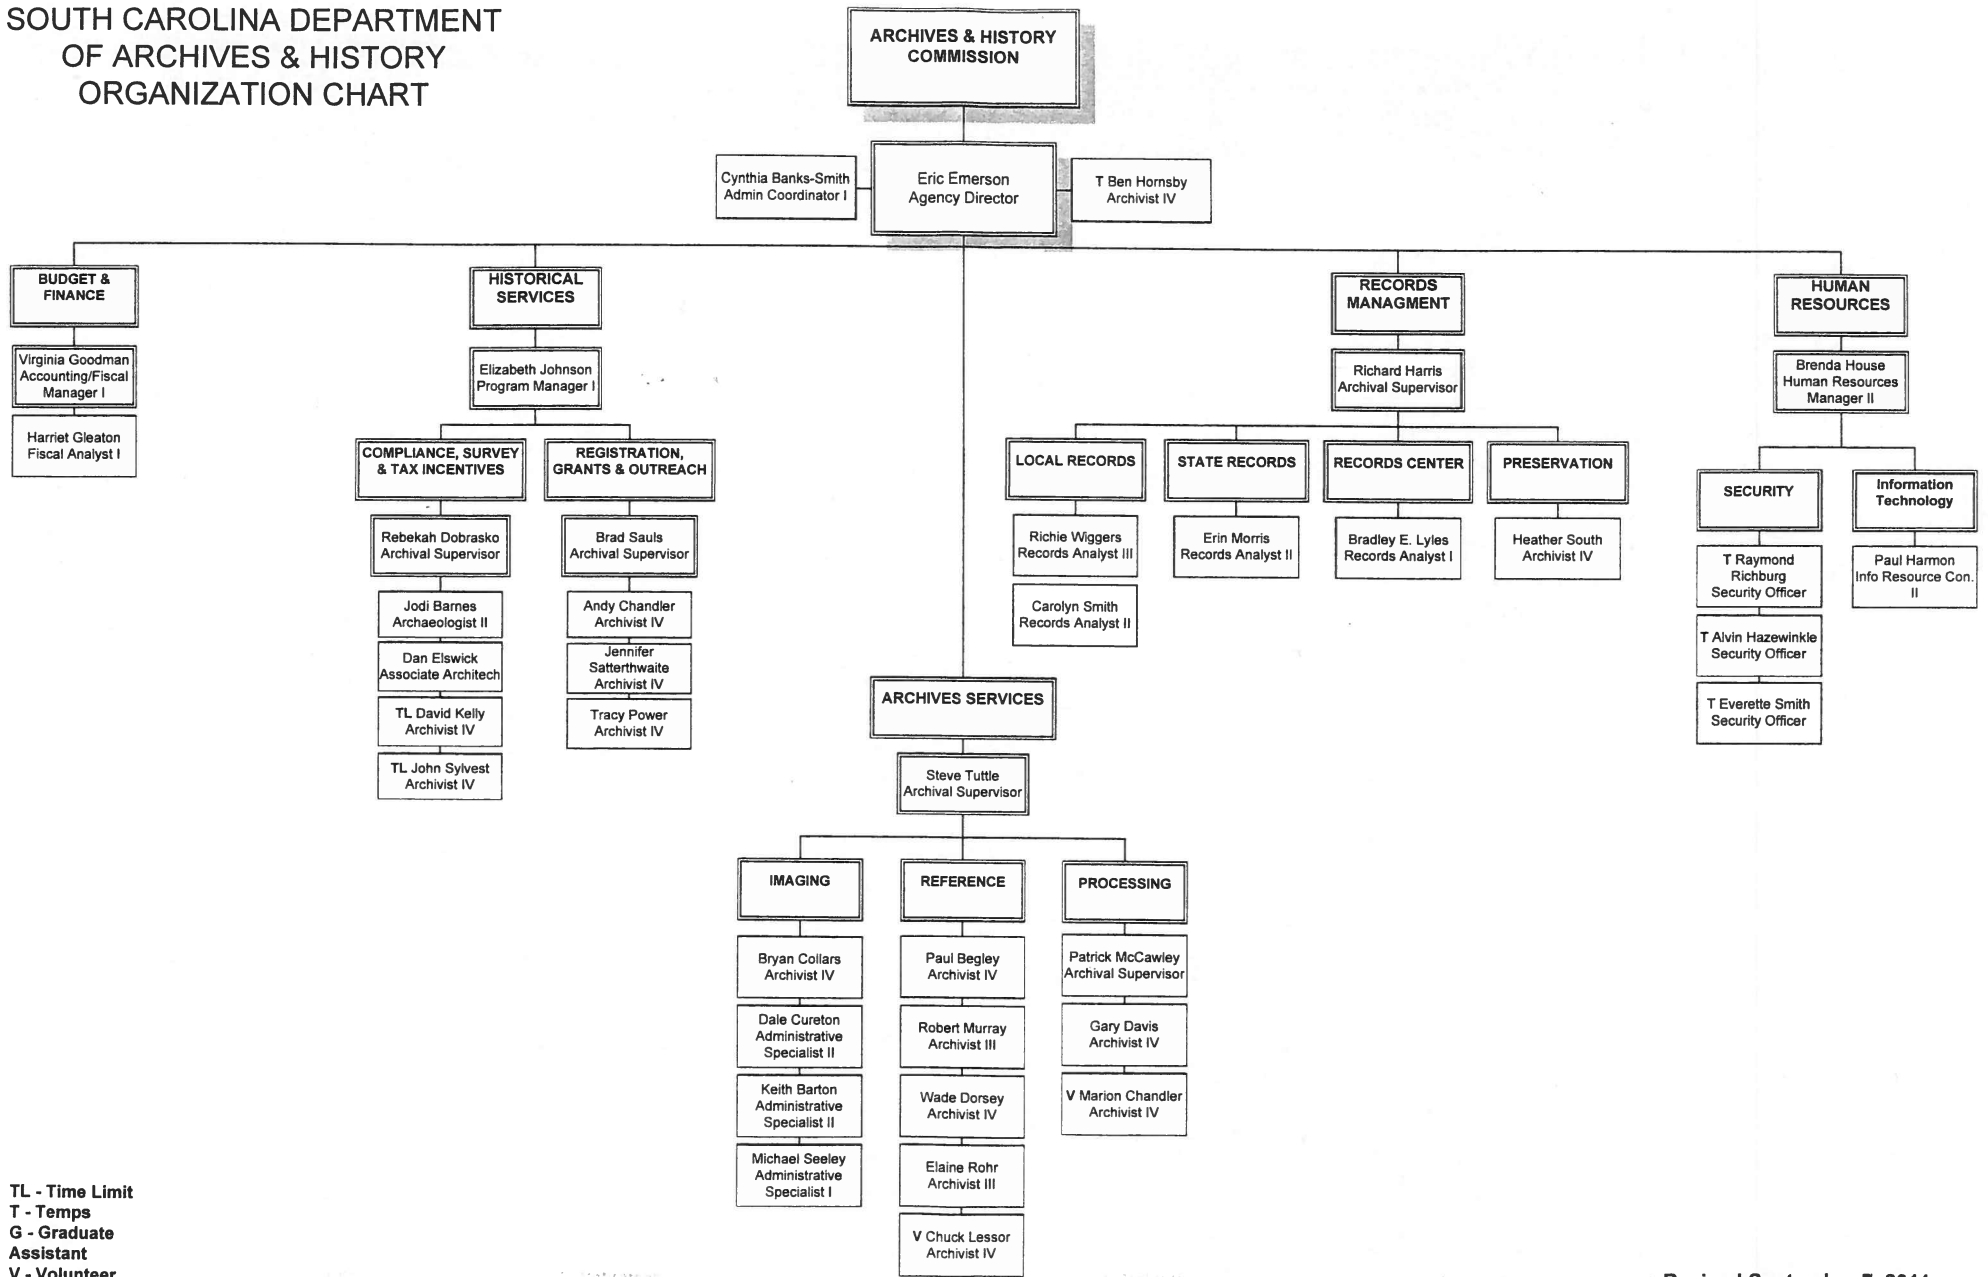 SOUTH CAROLINA DEPARTMENT
OF ARCHIVES & HISTORY
ORGANIZATION CHART
ARCHIVES & HISTORY
COMMISSION
Cynthia Banks-Smith
Admin Coordinator I
Eric Emerson
Agency Director
T Ben Hornsby
Archivist IV
BUDGET &
FINANCE
Virginia Goodman
Accounting/Fiscal
Manager I
Harriet Gleaton
Fiscal Analyst I
HISTORICAL
SERVICES
Elizabeth Johnson
Program Manager I
COMPLIANCE, SURVEY
& TAX INCENTIVES
Rebekah Dobrasko
Archival Supervisor
Jodi Barnes
Archaeologist II
Dan Elswick
Associate Architech
TL David Kelly
Archivist IV
TL John Sylvest
Archivist IV
REGISTRATION,
GRANTS & OUTREACH
Brad Sauls
Archival Supervisor
Andy Chandler
Archivist IV
Jennifer
Satterthwaite
Archivist IV
Tracy Power
Archivist IV
ARCHIVES SERVICES
Steve Tuttle
Archival Supervisor
IMAGING
Bryan Collars
Archivist IV
Dale Cureton
Administrative
Specialist II
Keith Barton
Administrative
Specialist II
Michael Seeley
Administrative
Specialist I
REFERENCE
Paul Begley
Archivist IV
Robert Murray
Archivist III
Wade Dorsey
Archivist IV
Elaine Rohr
Archivist III
V Chuck Lessor
Archivist IV
PROCESSING
Patrick McCawley
Archival Supervisor
Gary Davis
Archivist IV
V Marion Chandler
Archivist IV
RECORDS
MANAGMENT
Richard Harris
Archival Supervisor
LOCAL RECORDS
Richie Wiggers
Records Analyst III
Carolyn Smith
Records Analyst II
STATE RECORDS
Erin Morris
Records Analyst II
RECORDS CENTER
Bradley E. Lyles
Records Analyst I
PRESERVATION
Heather South
Archivist IV
HUMAN
RESOURCES
Brenda House
Human Resources
Manager II
SECURITY
T Raymond
Richburg
Security Officer
T Alvin Hazewinkle
Security Officer
T Everette Smith
Security Officer
Information
Technology
Paul Harmon
Info Resource Con.
II
TL - Time Limit
T - Temps
G - Graduate
Assistant
V - Volunteer